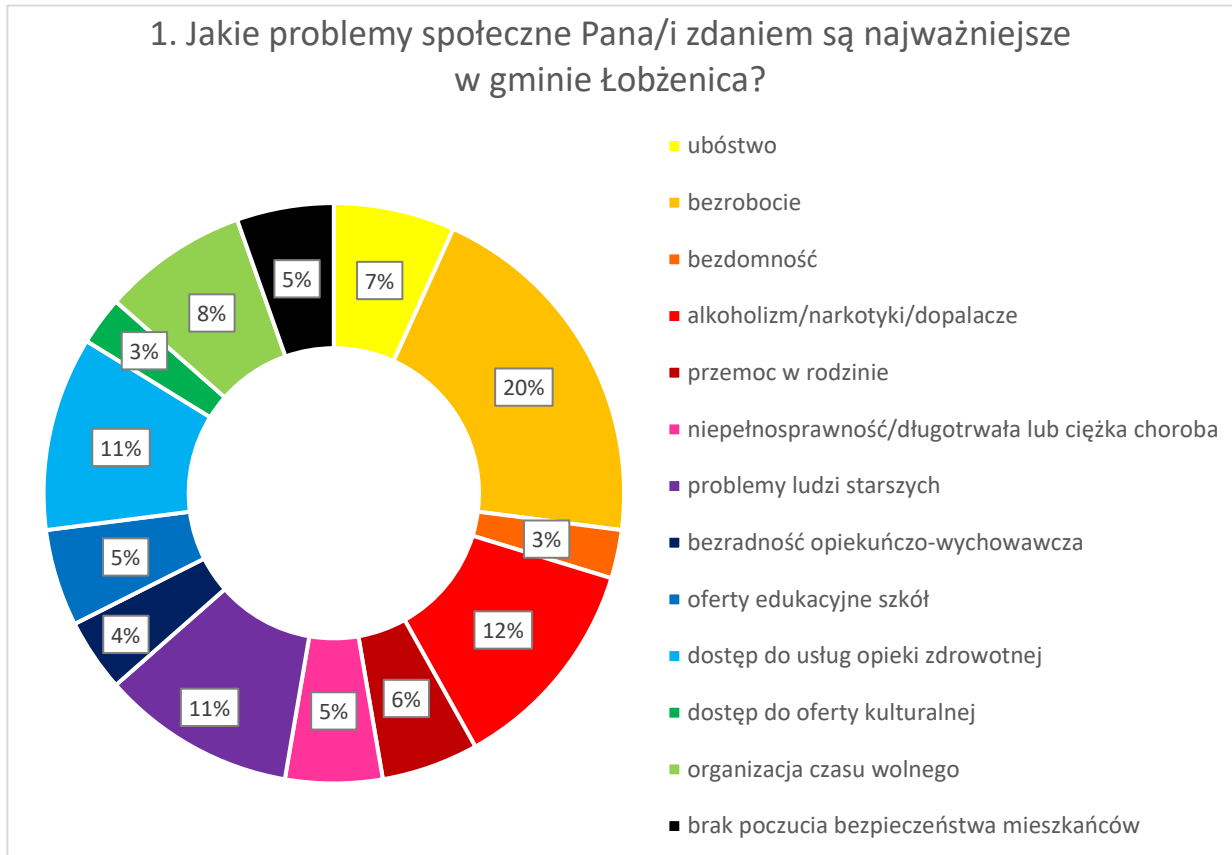 1. Jakie problemy społeczne Pana/i zdaniem są najważniejsze
w gminie Łobżenica?
ubóstwo
bezrobocie
bezdomność
alkoholizm/narkotyki/dopalacze
przemoc w rodzinie
niepełnosprawność/długotrwała lub ciężka choroba
problemy ludzi starszych
bezradność opiekuńczo-wychowawcza
oferty edukacyjne szkół
dostęp do usług opieki zdrowotnej
dostęp do oferty kulturalnej
organizacja czasu wolnego
brak poczucia bezpieczeństwa mieszkańców
7%
20%
3%
12%
6%
5%
11%
4%
5%
11%
3%
8%
5%